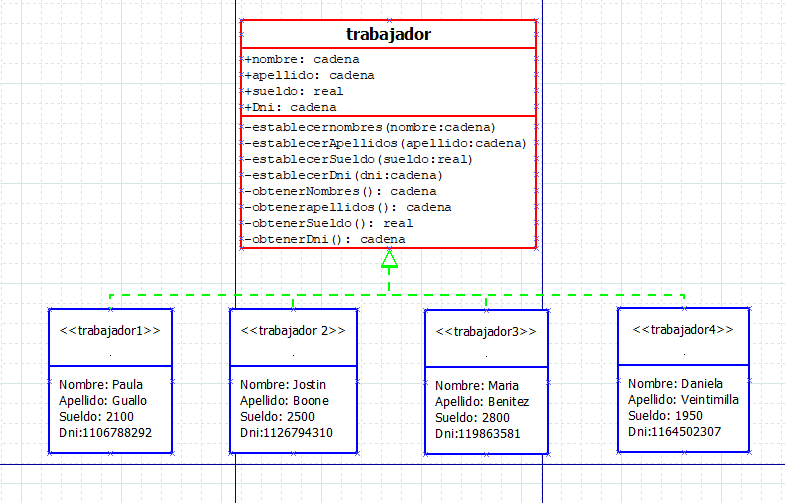 trabajador
+nombre: cadena
+apellido: cadena
+sueldo: real
+Dni: cadena
-establecernombres(nombre:cadena)
-establecerApellidos(apellido:cadena)
-establecerSueldo(sueldo:real)
-establecerDni(dni:cadena)
-obtenerNombres(): cadena
-obtenerapellidos(): cadena
-obtenerSueldo(): real
-obtenerDni(): cadena
<<trabajador1>>
.
Nombre: Paula
Apellido: Guallo
Sueldo: 2100
Dni:1106788292
<<trabajador 2>>
.
Nombre: Jostin
Apellido: Boone
Sueldo: 2500
Dni:1126794310
<<trabajador3>>
.
Nombre: Maria
Apellido: Benitez
Sueldo: 2800
Dni:119863581
<<trabajador4>>
.
Nombre: Daniela
Apellido: Veintimilla
Sueldo: 1950
Dni:1164502307